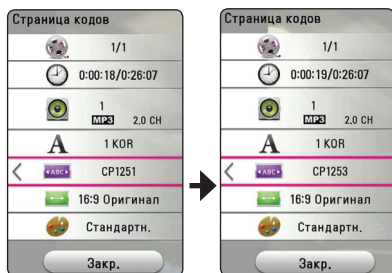 Страница кодов
1/1
0:00:18/0:26:07
1
MP3 2,0 CH
A 1 KOR
ABC CP1251
16:9 Оригинал
Стандартн.
Закр.
Страница кодов
1/1
0:00:19/0:26:07
1
MP3 2,0 CH
A 1 KOR
ABC CP1253
16:9 Оригинал
Стандартн.
Закр.